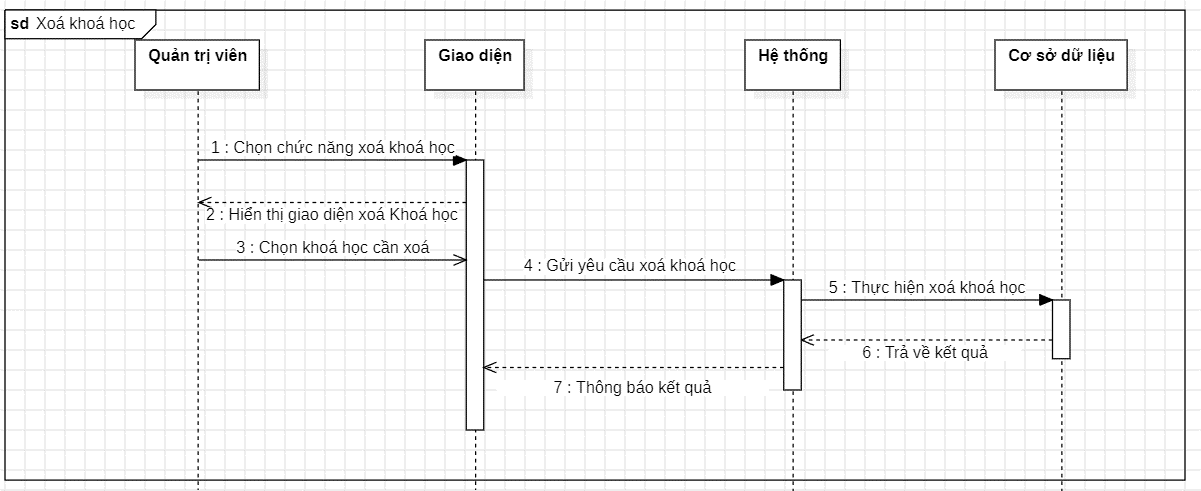 sd Xoá khoá học
Quản trị viên
Giao diện
Hệ thống
Cơ sở dữ liệu
1 : Chọn chức năng xoá khoá học
2 : Hiển thị giao diện xoá Khoá học
3 : Chọn khoá học cần xoá
4 : Gửi yêu cầu xoá khoá học
5 : Thực hiện xoá khoá học
6 : Trả về kết quả
7 : Thông báo kết quả